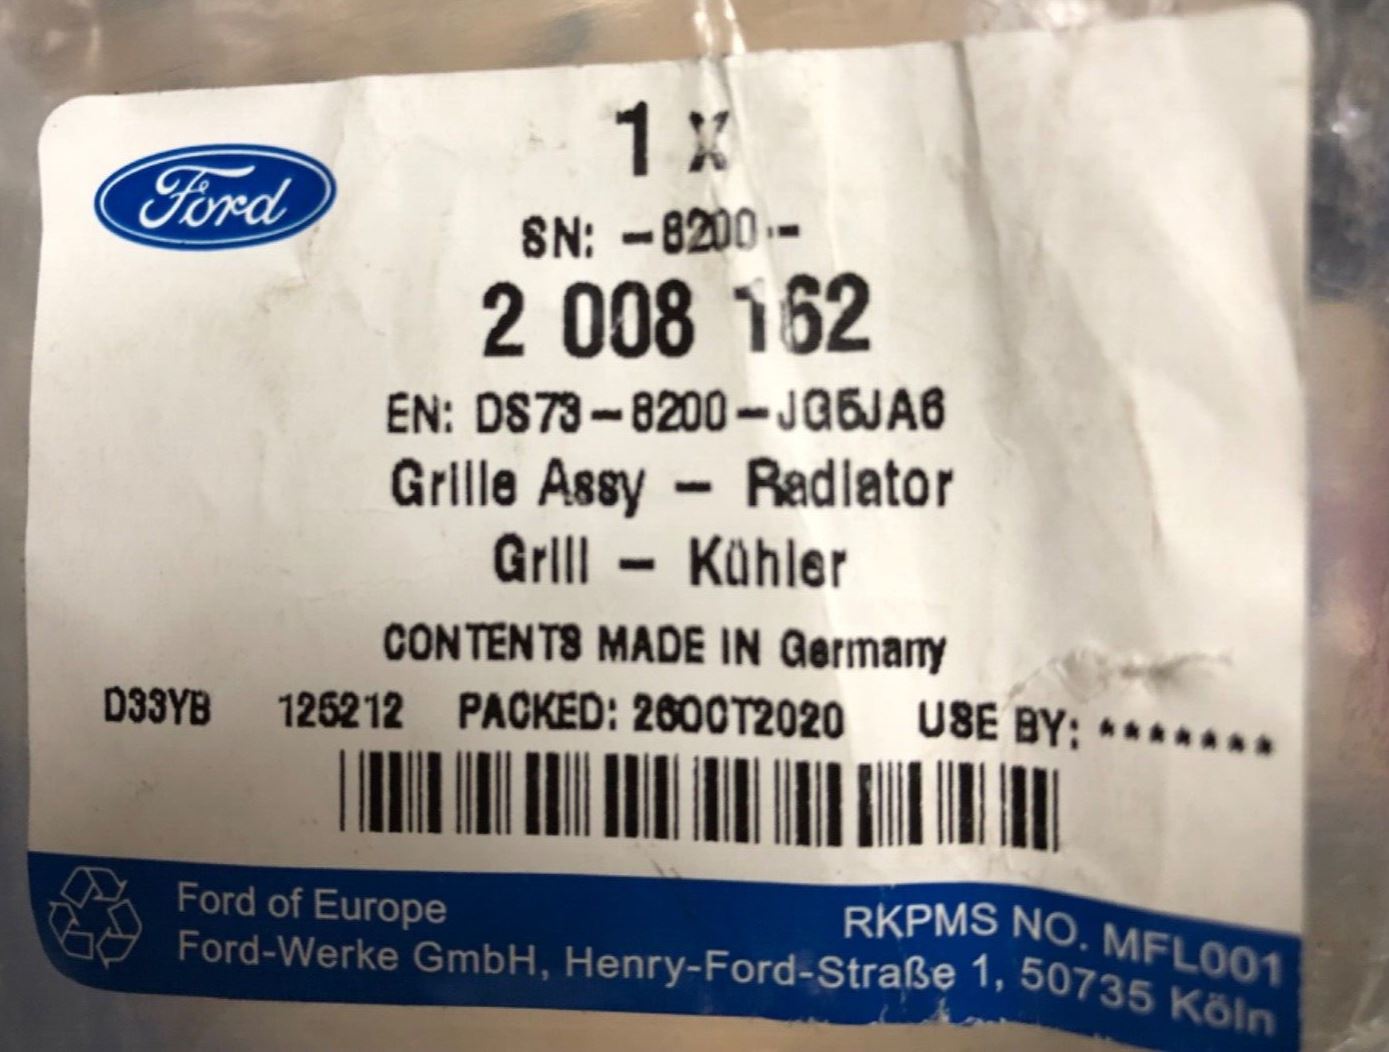 Ford
1 X
SN: -8200-
2 008 162
EN: DS73-8200-JG5JA6
Grille Assy - Radiator
Grill - Kühler
CONTENTS MADE IN Germany
D33YB 125212 PACKED: 26OCT2020 USE BY: *******
Ford of Europe
RKPMS NO. MFL001
Ford-Werke GmbH, Henry-Ford-Straße 1, 50735 Köln